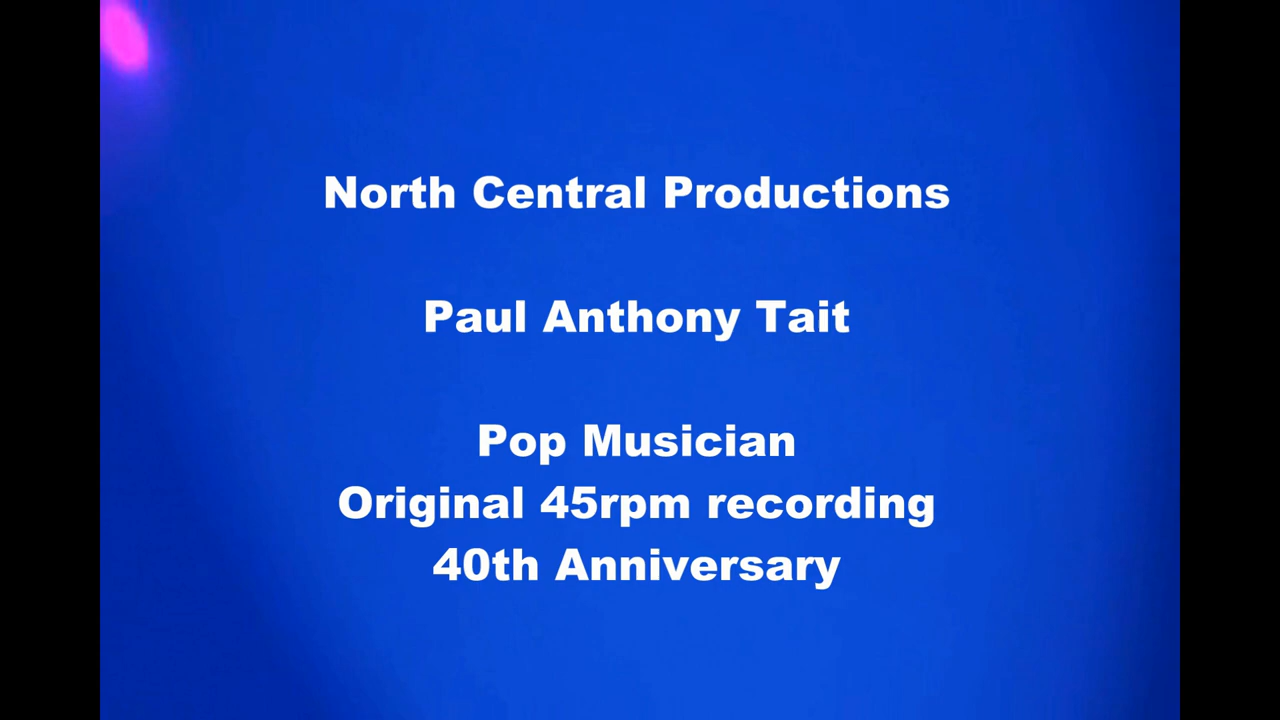 North Central Productions
Paul Anthony Tait
Pop Musician
Original 45rpm recording
40th Anniversary